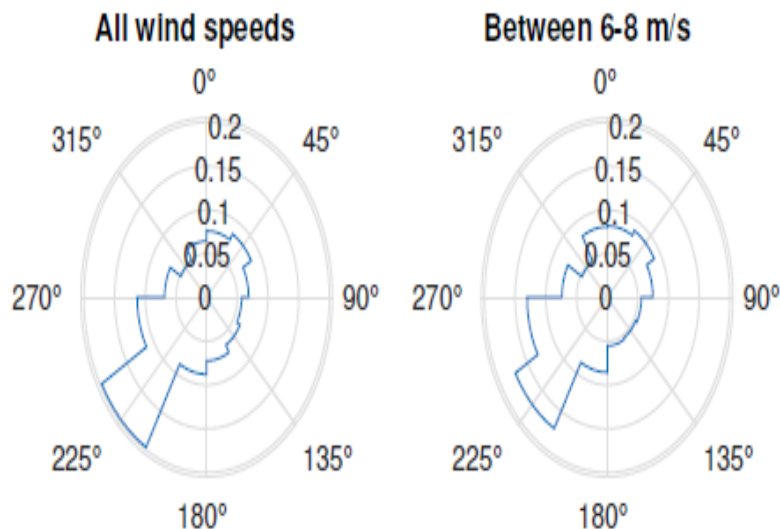 All wind speeds
0º
315º
45º
0.2
0.15
0.1
0.05
270º
0
90º
225º
135º
180º
Between 6-8 m/s
0º
315º
45º
0.2
0.15
0.1
0.05
270º
0
90º
225º
135º
180º